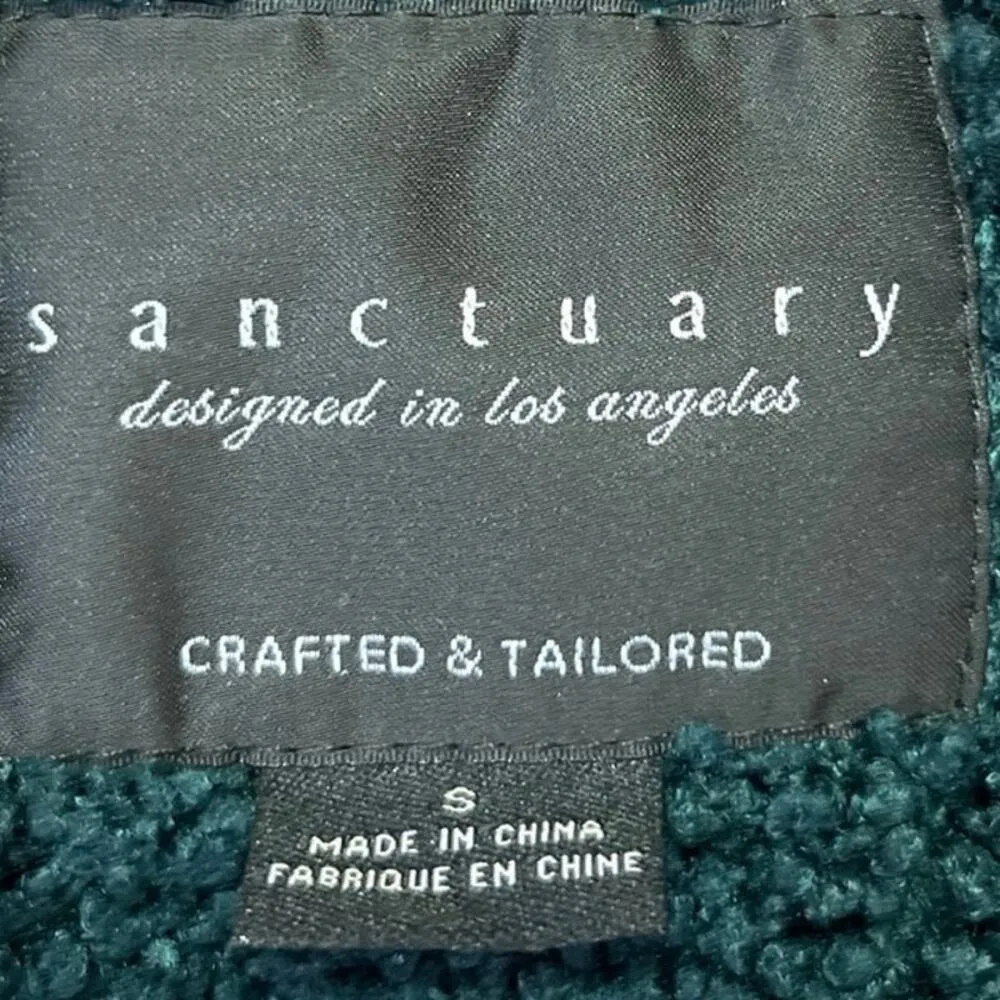 sanctuary
designed in los angeles
CRAFTED & TAILORED
S
MADE IN CHINA
FABRIQUE EN CHINE